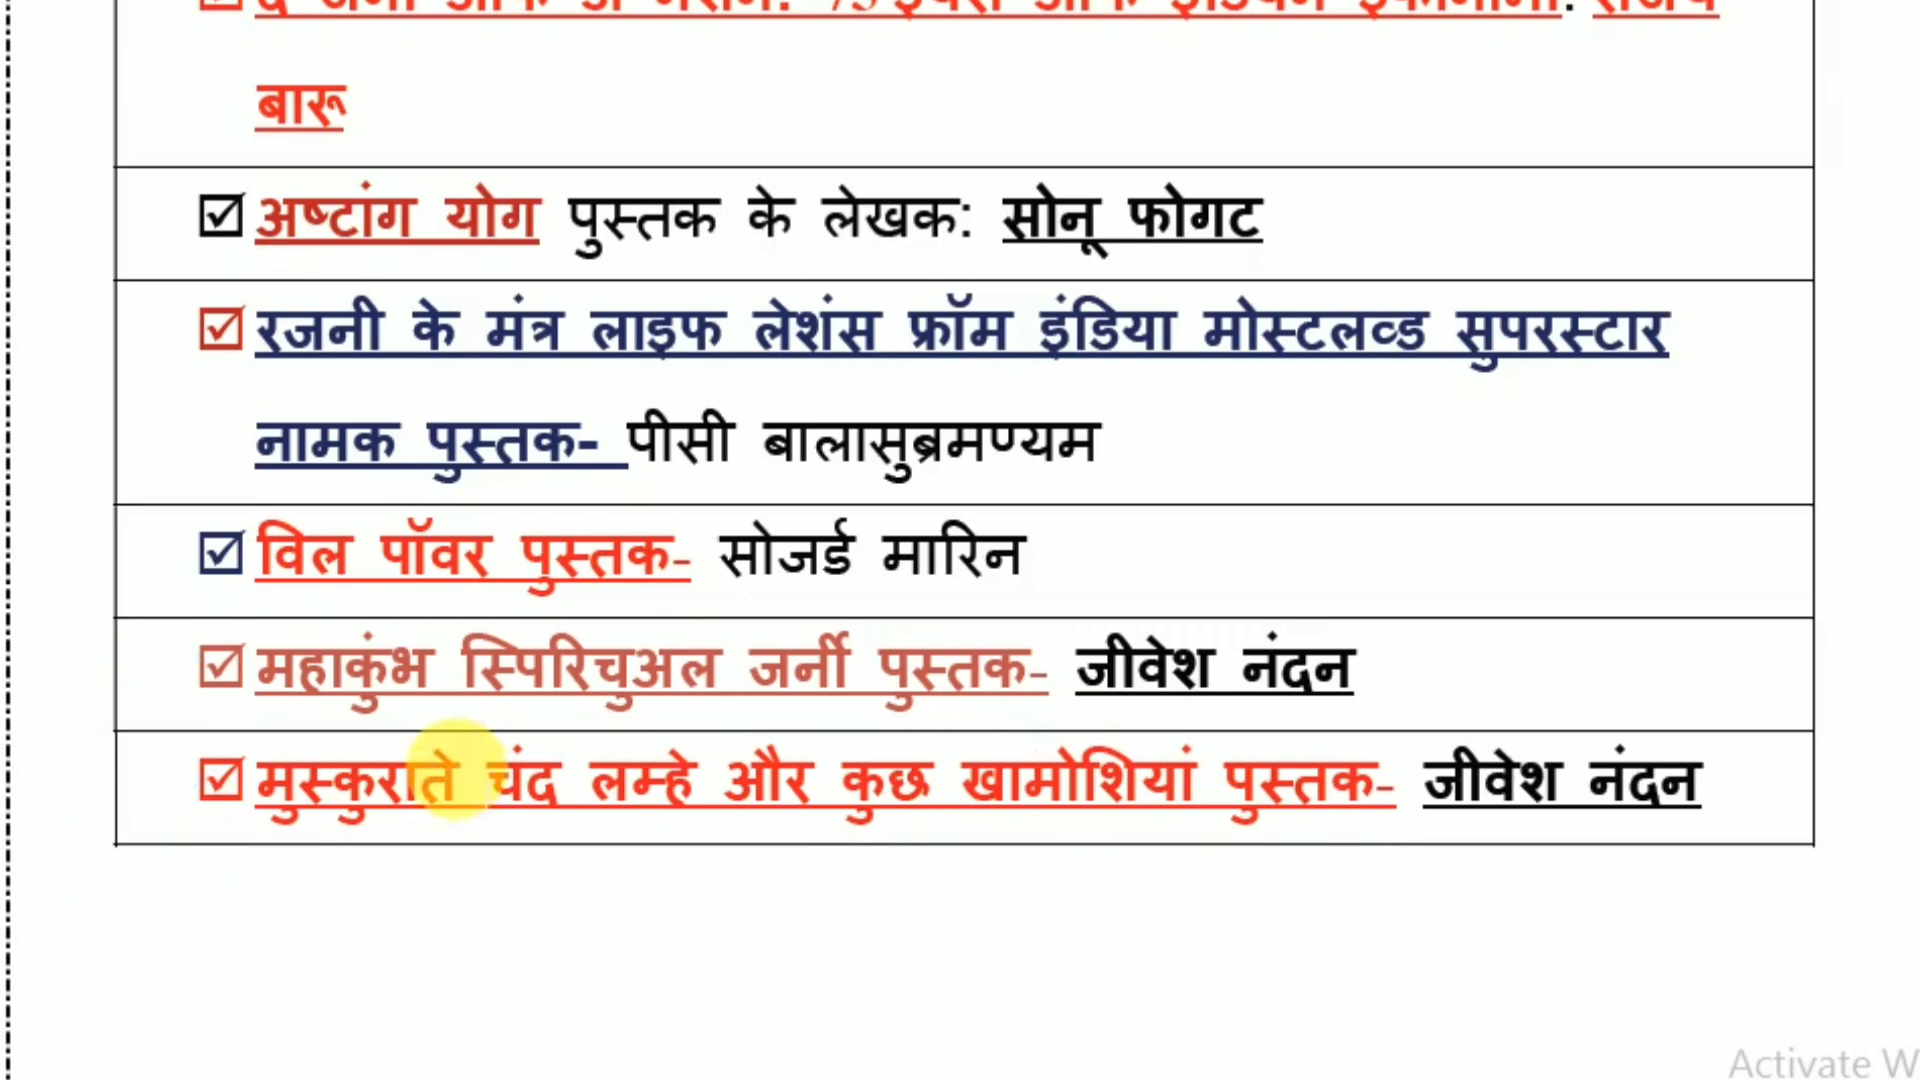 बारू
अष्टांग योग पुस्तक के लेखक: सोनू फोगट
रजनी के मंत्र लाइफ लेशंस फ्रॉम इंडिया मोस्टलव्ड सुपरस्टार
नामक पुस्तक- पीसी बालासुब्रमण्यम
विल पॉवर पुस्तक- सोजर्ड मारिन
महाकुंभ स्पिरिचुअल जर्नी पुस्तक- जीवेश नंदन
मुस्कुराते चंद लम्हे और कुछ खामोशियां पुस्तक- जीवेश नंदन
Activate W